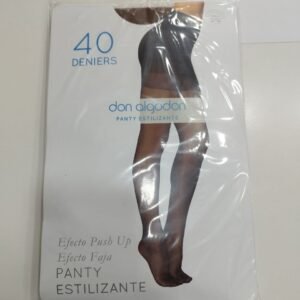 40
DENIERS
don algodon
PANTY ESTILIZANTE
Efecto Push Up
Efecto Faja
PANTY
ESTILIZANTE